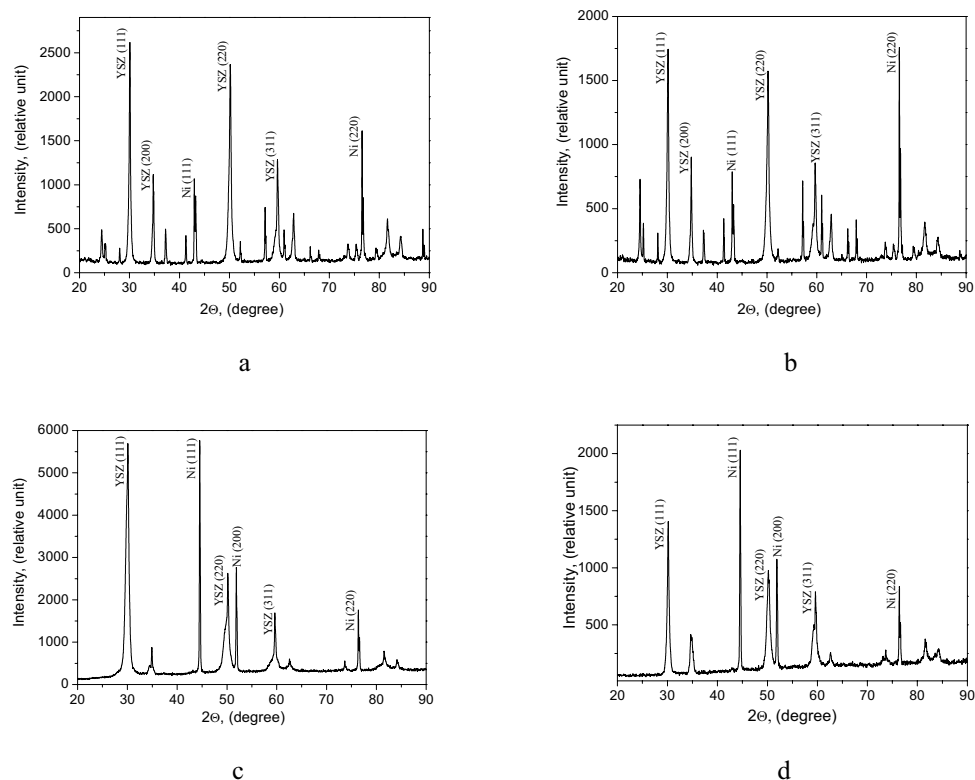 Intensity, (relative unit)
2500
2000
1500
1000
500
0
YSZ (111)
YSZ (200)
Ni (111)
YSZ (220)
YSZ (311)
Ni (220)
20 30 40 50 60 70 80 90
2Θ, (degree)
a
Intensity, (relative unit)
2000
1500
1000
500
0
YSZ (111)
YSZ (200)
Ni (111)
YSZ (220)
YSZ (311)
Ni (220)
20 30 40 50 60 70 80 90
2Θ, (degree)
b
Intensity, (relative unit)
6000
5000
4000
3000
2000
1000
0
YSZ (111)
Ni (111)
YSZ (220)
Ni (200)
YSZ (311)
Ni (220)
20 30 40 50 60 70 80 90
2Θ, (degree)
c
Intensity, (relative unit)
2000
1500
1000
500
YSZ (111)
Ni (111)
YSZ (220)
Ni (200)
YSZ (311)
Ni (220)
20 30 40 50 60 70 80 90
2Θ, (degree)
d